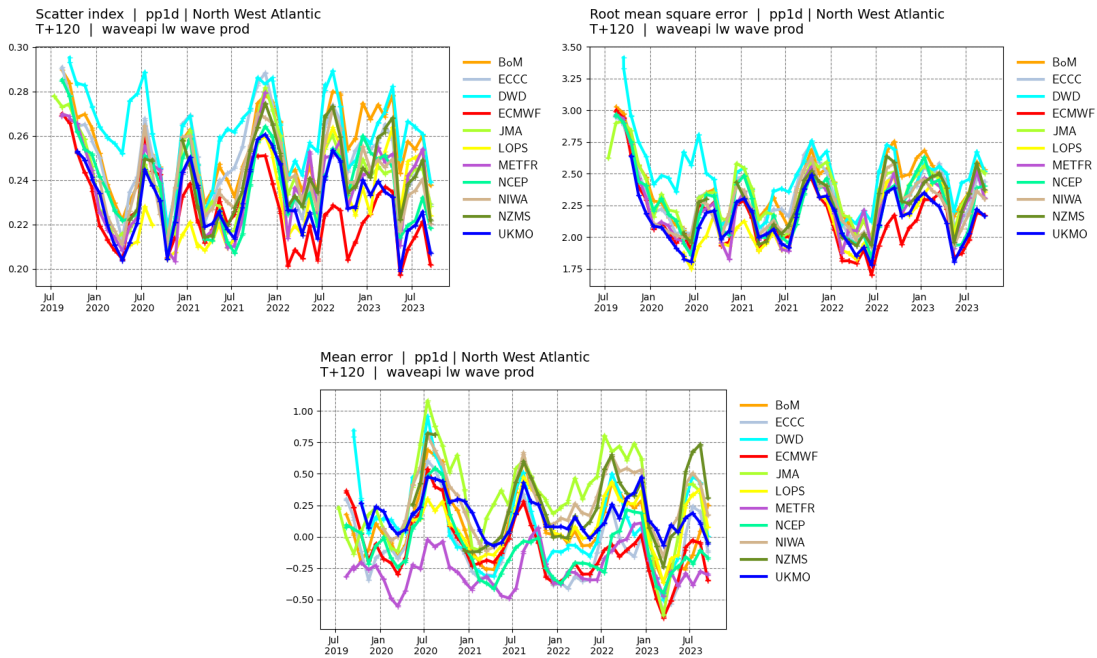 Scatter index | pp1d | North West Atlantic
T+120 | waveapi lw wave prod
0.30
0.28
0.26
0.24
0.22
0.20
Jul 2019
Jan 2020
Jul 2020
Jan 2021
Jul 2021
Jan 2022
Jul 2022
Jan 2023
Jul 2023
BoM
ECCC
DWD
ECMWF
JMA
LOPS
METFR
NCEP
NIWA
NZMS
UKMO
Root mean square error | pp1d | North West Atlantic
T+120 | waveapi lw wave prod
3.50
3.25
3.00
2.75
2.50
2.25
2.00
1.75
Jul 2019
Jan 2020
Jul 2020
Jan 2021
Jul 2021
Jan 2022
Jul 2022
Jan 2023
Jul 2023
BoM
ECCC
DWD
ECMWF
JMA
LOPS
METFR
NCEP
NIWA
NZMS
UKMO
Mean error | pp1d | North West Atlantic
T+120 | waveapi lw wave prod
1.00
0.75
0.50
0.25
0.00
−0.25
−0.50
Jul 2019
Jan 2020
Jul 2020
Jan 2021
Jul 2021
Jan 2022
Jul 2022
Jan 2023
Jul 2023
BoM
ECCC
DWD
ECMWF
JMA
LOPS
METFR
NCEP
NIWA
NZMS
UKMO